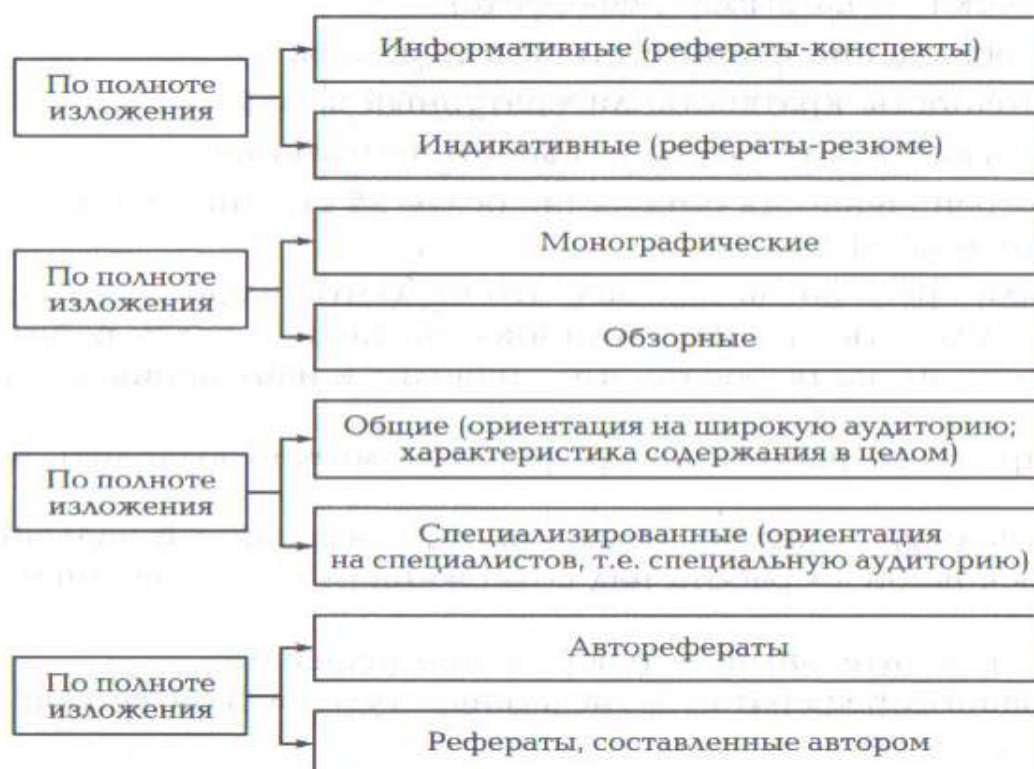 По полноте
изложения
Информативные (рефераты-конспекты)
Индикативные (рефераты-резюме)
По полноте
изложения
Монографические
Обзорные
По полноте
изложения
Общие (ориентация на широкую аудиторию;
характеристика содержания в целом)
Специализированные (ориентация
на специалистов, т.е. специальную аудиторию)
По полноте
изложения
Авторефераты
Рефераты, составленные автором